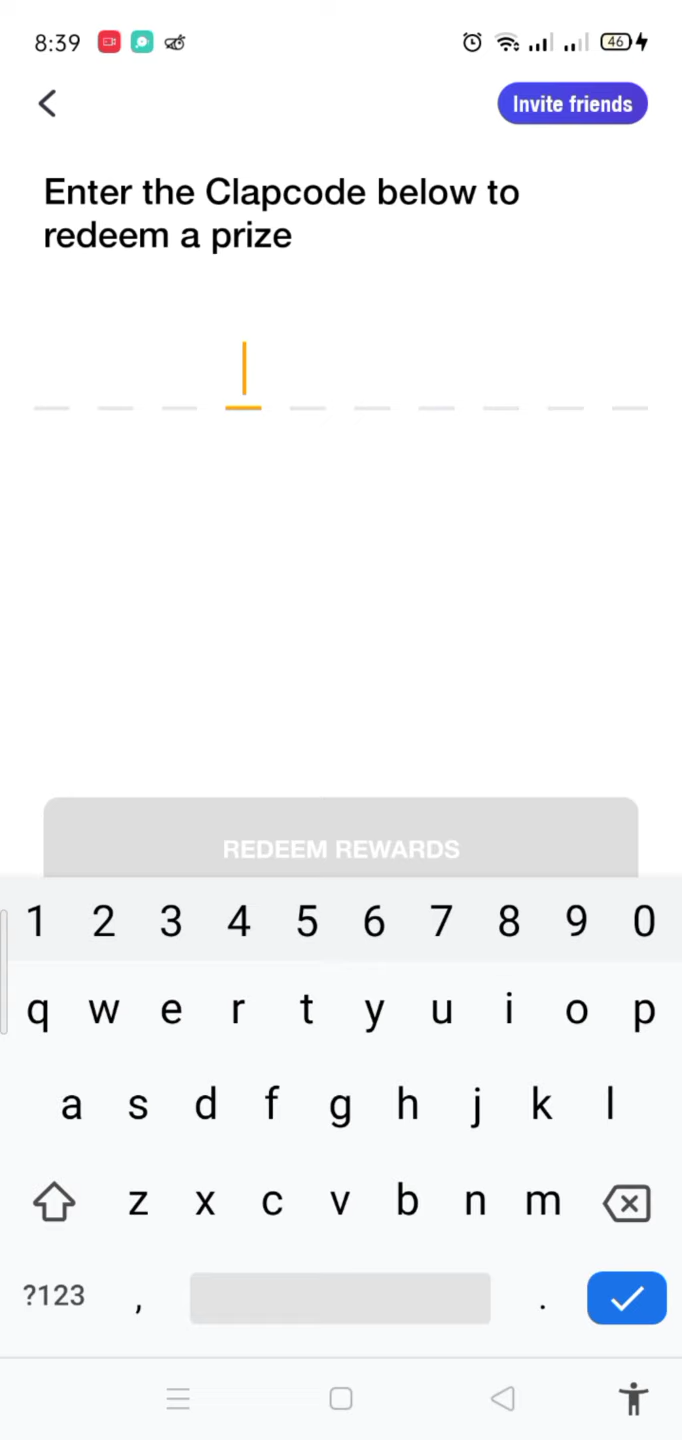 8:39
46
Invite friends
Enter the Clapcode below to
redeem a prize
REDEEM REWARDS
1 2 3 4 5 6 7 8 9 0
q w e r t y u i o p
a s d f g h j k l
z x c v b n m
?123 , .